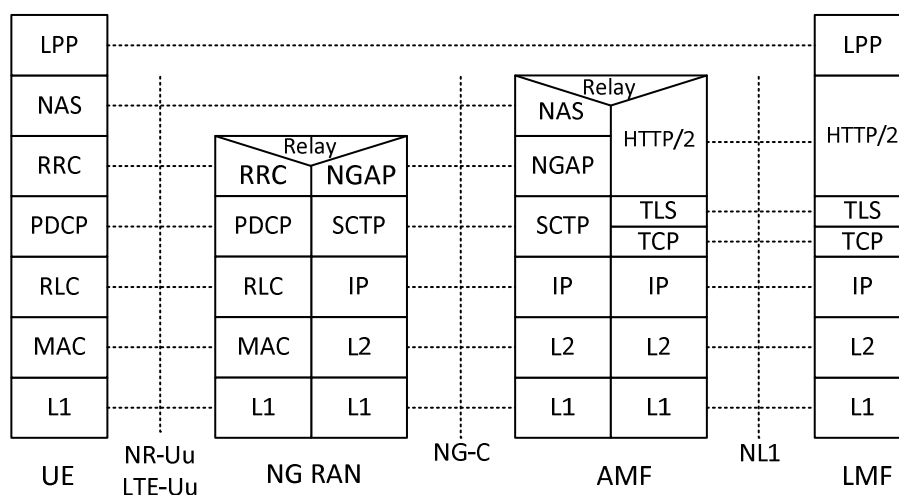 LPP LPP
Relay
NAS NAS
HTTP/2 HTTP/2
Relay
RRC RRC NGAP NGAP
PDCP PDCP SCTP SCTP TLS TLS
TCP TCP
RLC RLC IP IP IP IP
MAC MAC L2 L2 L2 L2
L1 L1 L1 L1 L1 L1
NR-Uu NG-C NL1
LTE-Uu
UE NG RAN AMF LMF